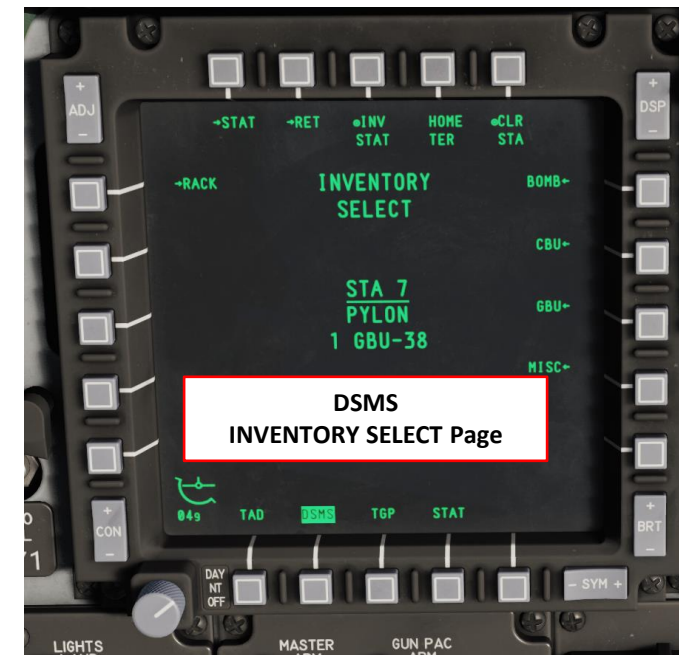 +
ADJ
-
+
DSP
-
→STAT →RET ●INV STAT HOME TER ●CLR STA
→RACK
INVENTORY
SELECT
BOMB←
CBU←
STA 7
PYLON
1 GBU-38
GBU←
MISC←
DSMS
INVENTORY SELECT Page
049 TAD DSMS TGP STAT
+
CON
-
+
BRT
-
DAY
NT
OFF
- SYM +
LIGHTS
MASTER
GUN PAC